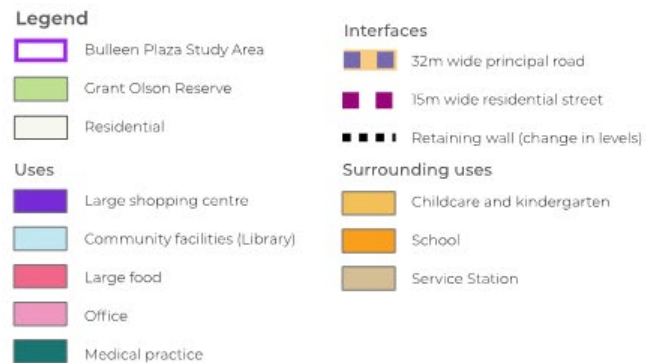 Legend
Bulleen Plaza Study Area
Grant Olson Reserve
Residential
Uses
Large shopping centre
Community facilities (Library)
Large food
Office
Medical practice
Interfaces
32m wide principal road
15m wide residential street
Retaining wall (change in levels)
Surrounding uses
Childcare and kindergarten
School
Service Station